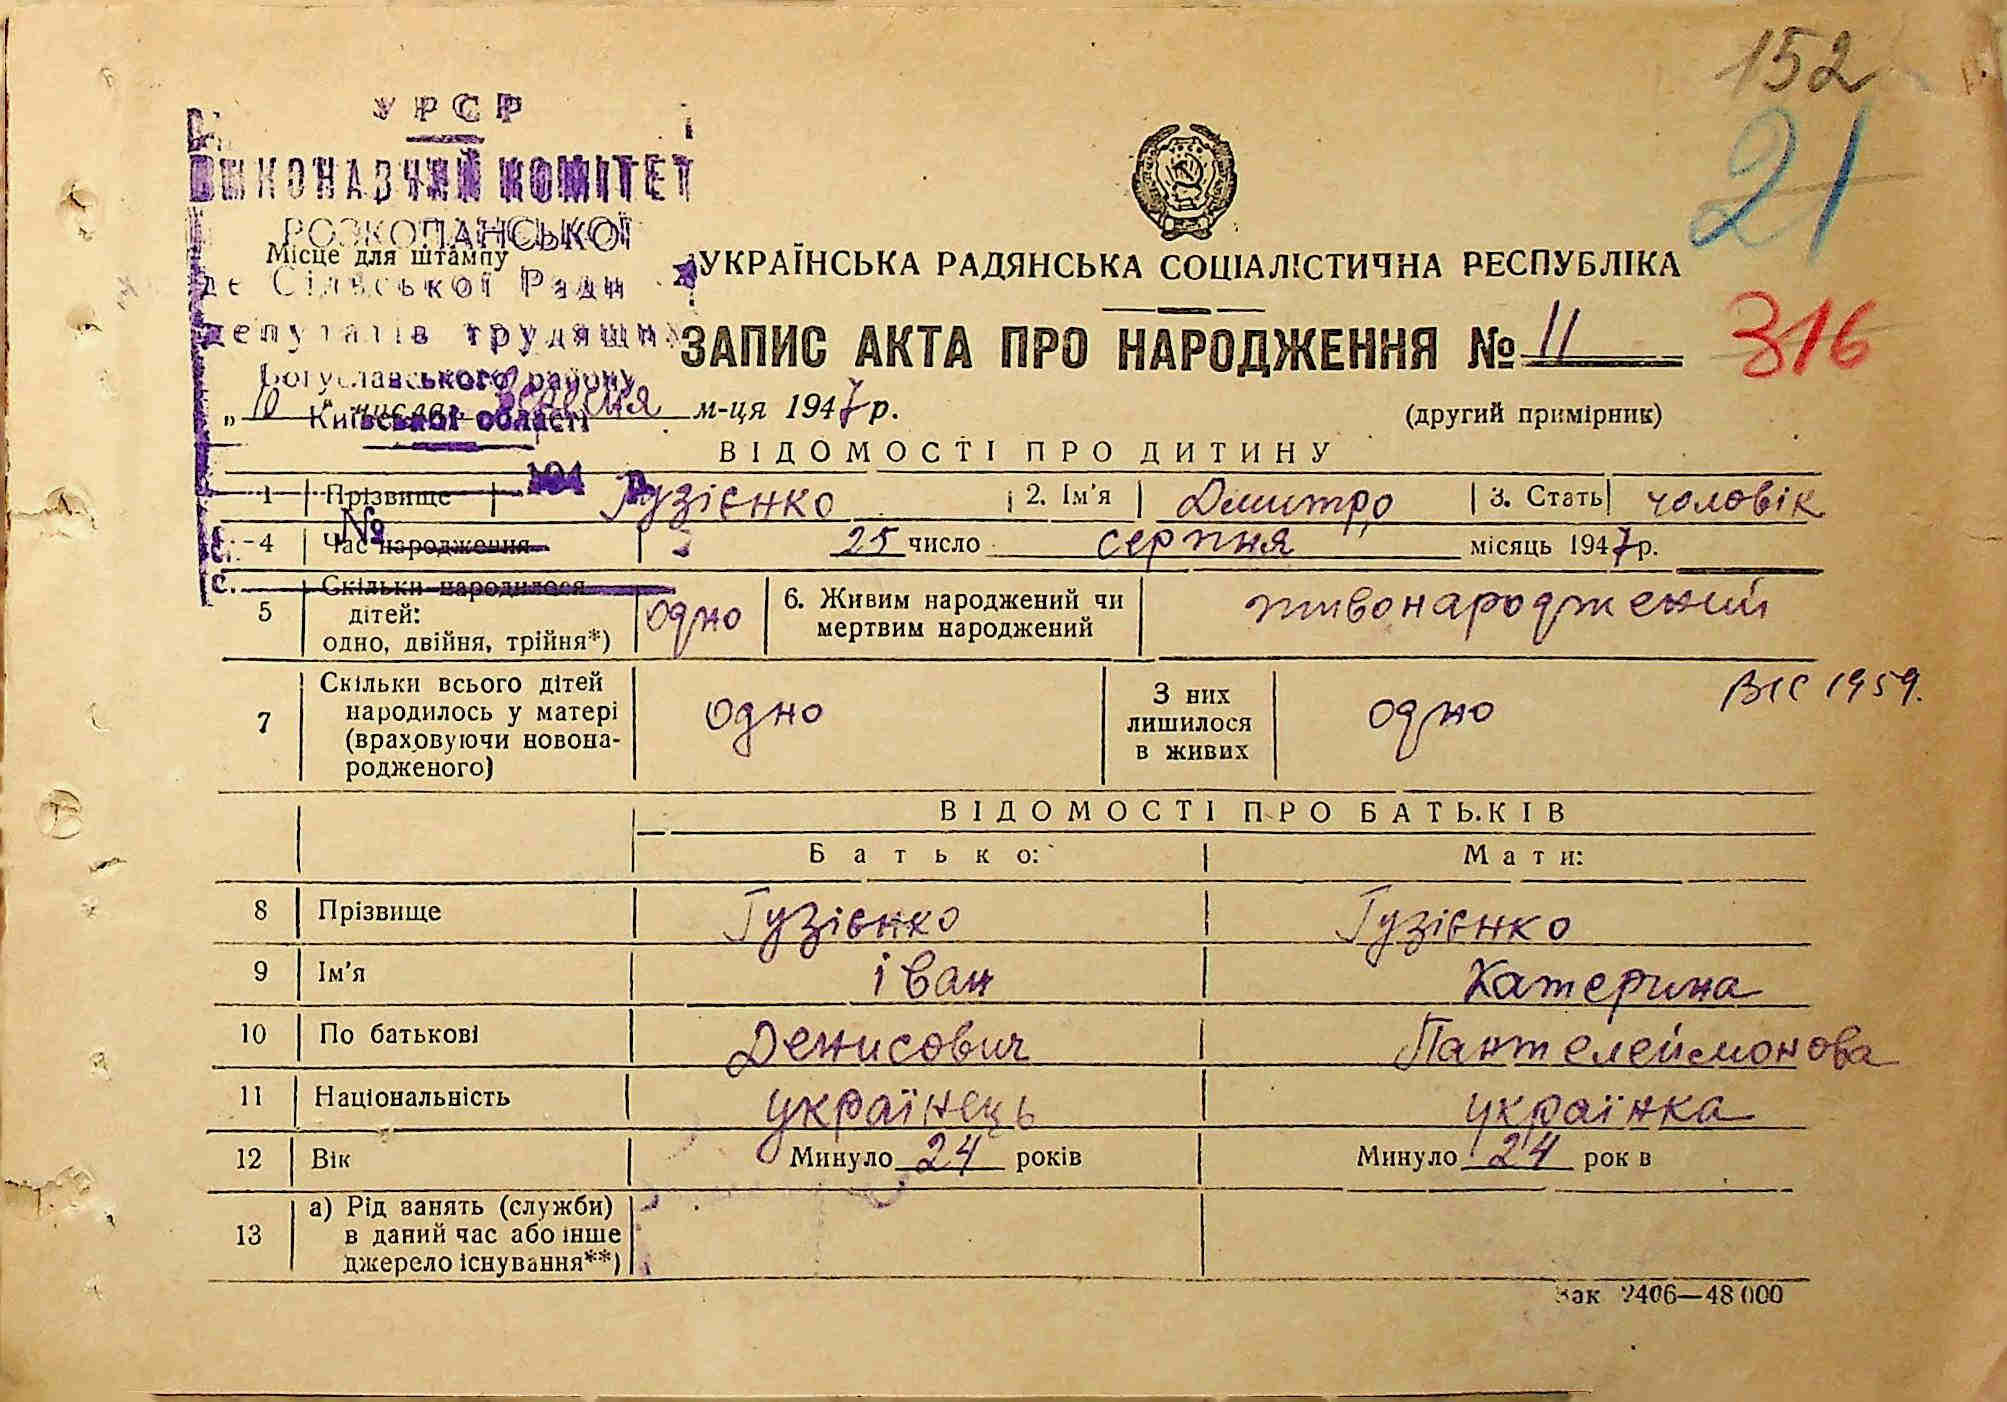 152
21
316
УРСР
ВИКОНАВЧИЙ КОМІТЕТ
РОЗКОПАНСЬКОЇ
Місце для штампу
Сільської Ради
депутатів трудящих
Богуславського району
Київської області
194 р.
№
УКРАЇНСЬКА РАДЯНСЬКА СОЦІАЛІСТИЧНА РЕСПУБЛІКА
ЗАПИС АКТА ПРО НАРОДЖЕННЯ № 11
„ 10 " числа вересня м-ця 1947 р.
(другий примірник)
ВІДОМОСТІ ПРО ДИТИНУ
1 Прізвище Гузієнко 2. Ім'я Дмитро 3. Стать чоловік
4 Час народження 25 число серпня місяць 1947 р.
5 Скільки народилося дітей: одно, двійня, трійня*) одно 6. Живим народжений чи мертвим народжений живонароджений
7 Скільки всього дітей народилось у матері (враховуючи новонародженого) одно З них лишилося в живих одно
1959.
ВІДОМОСТІ ПРО БАТЬКІВ
Батько: Мати:
8 Прізвище Гузієнко Гузієнко
9 Ім'я іван Катерина
10 По батькові Денисович Пантелеймонова
11 Національність українець українка
12 Вік Минуло 24 років Минуло 24 рок в
13 а) Рід занять (служби) в даний час або інше джерело існування**)
Зак 2406—48 000